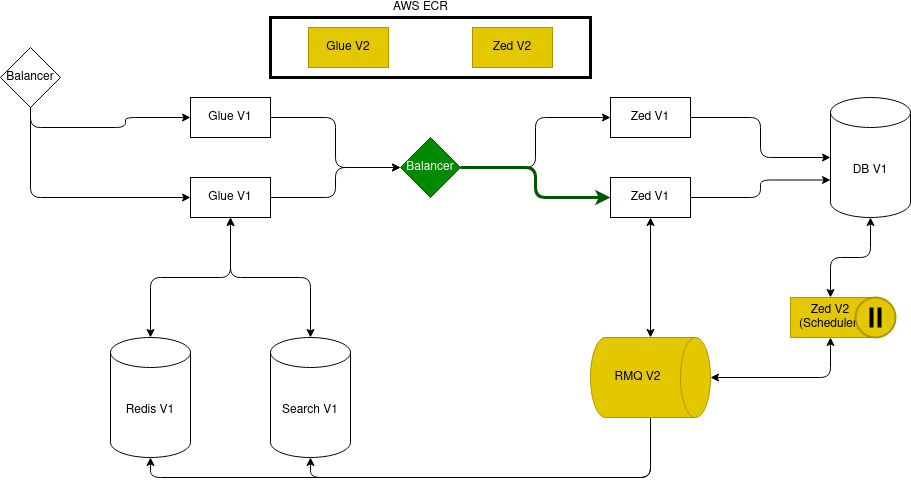 AWS ECR
Glue V2
Zed V2
Balancer
Glue V1
Zed V1
Balancer
DB V1
Glue V1
Zed V1
Zed V2
(Scheduler
RMQ V2
Redis V1
Search V1